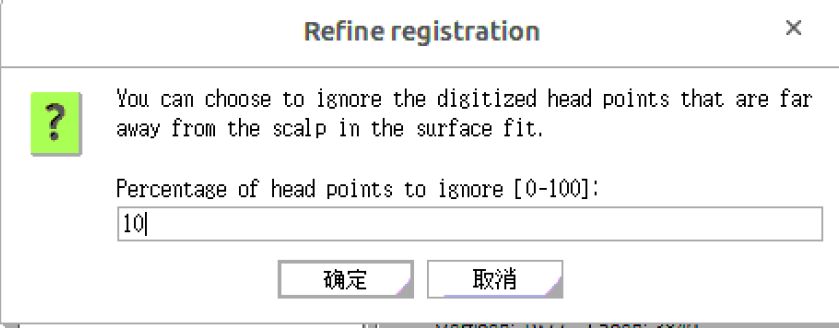 Refine registration
You can choose to ignore the digitized head points that are far
away from the scalp in the surface fit.
Percentage of head points to ignore [0-100]:
10
确定 取消